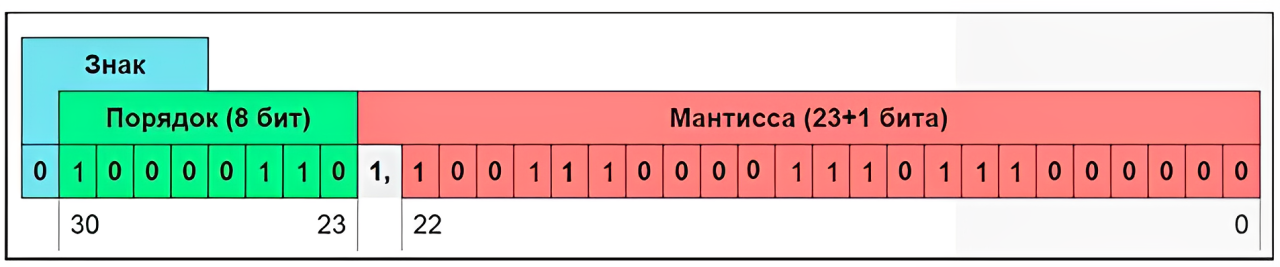 Знак
Порядок (8 бит)
Мантисса (23+1 бита)
0 1 0 0 0 0 1 1 0 1, 1 0 0 1 1 1 0 0 0 0 1 1 1 0 1 1 1 0 0 0 0 0 0
30 23 22 0